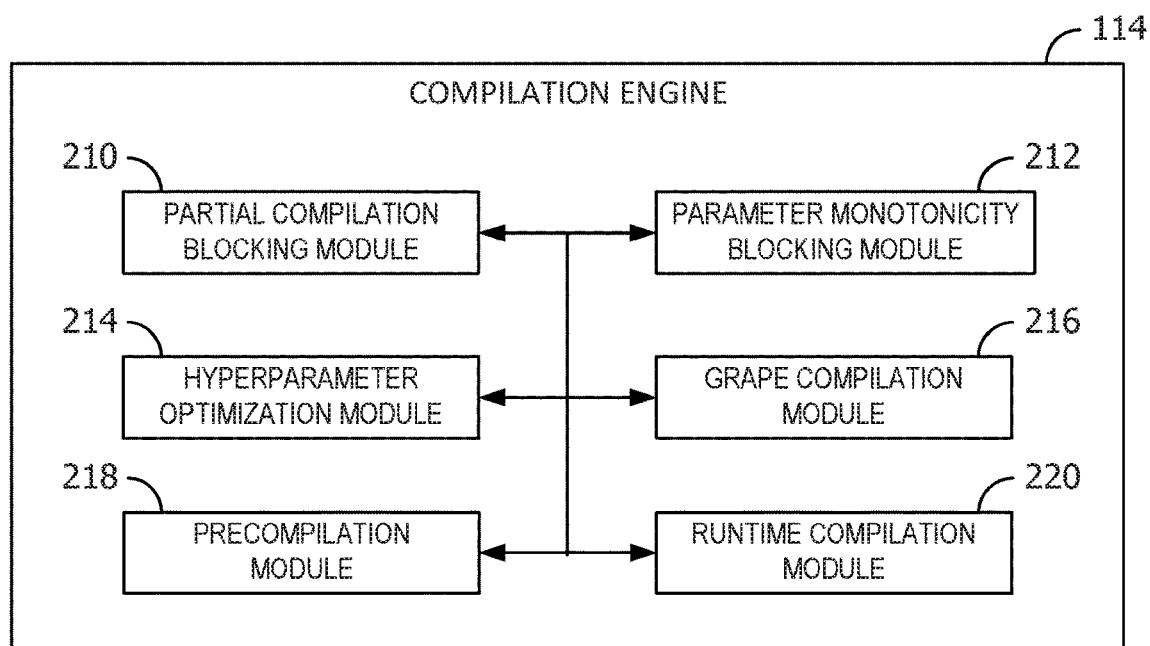 114
COMPILATION ENGINE
210
212
PARTIAL COMPILATION
BLOCKING MODULE
PARAMETER MONOTONICITY
BLOCKING MODULE
214
216
HYPERPARAMETER
OPTIMIZATION MODULE
GRAPE COMPILATION
MODULE
218
220
PRECOMPILATION
MODULE
RUNTIME COMPILATION
MODULE